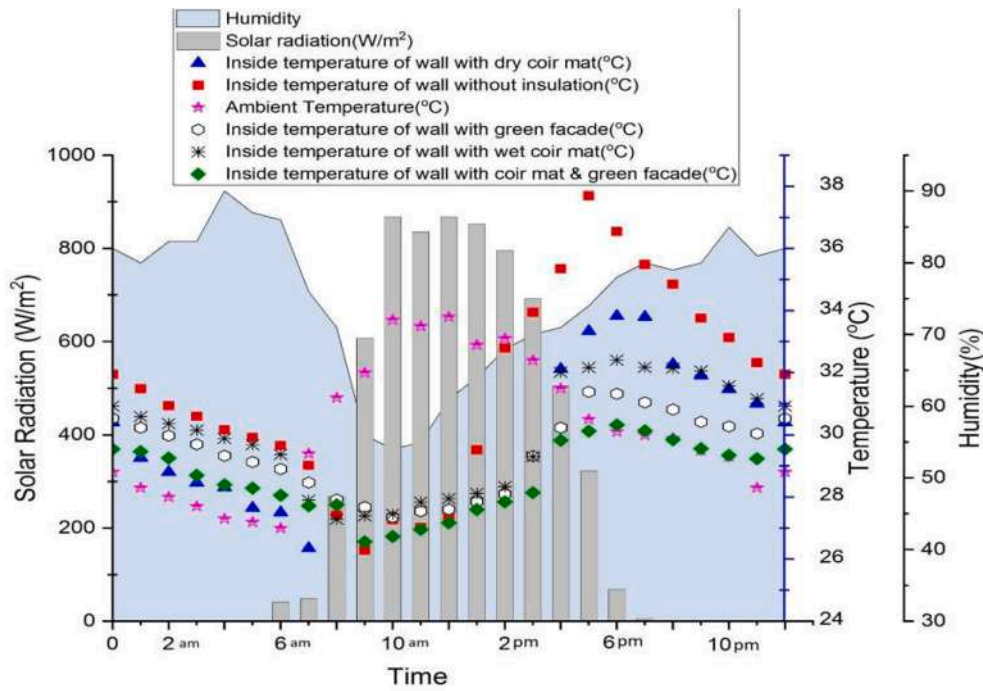 Humidity
Solar radiation(W/m²)
Inside temperature of wall with dry coir mat(°C)
Inside temperature of wall without insulation(°C)
Ambient Temperature(°C)
Inside temperature of wall with green facade(°C)
Inside temperature of wall with wet coir mat(°C)
Inside temperature of wall with coir mat & green facade(°C)
1000
800
600
400
200
0
Solar Radiation (W/m²)
38
36
34
32
30
28
26
24
Temperature (°C)
90
80
70
60
50
40
30
Humidity(%)
0 2 am 6 am 10 am 2 pm 6 pm 10pm
Time